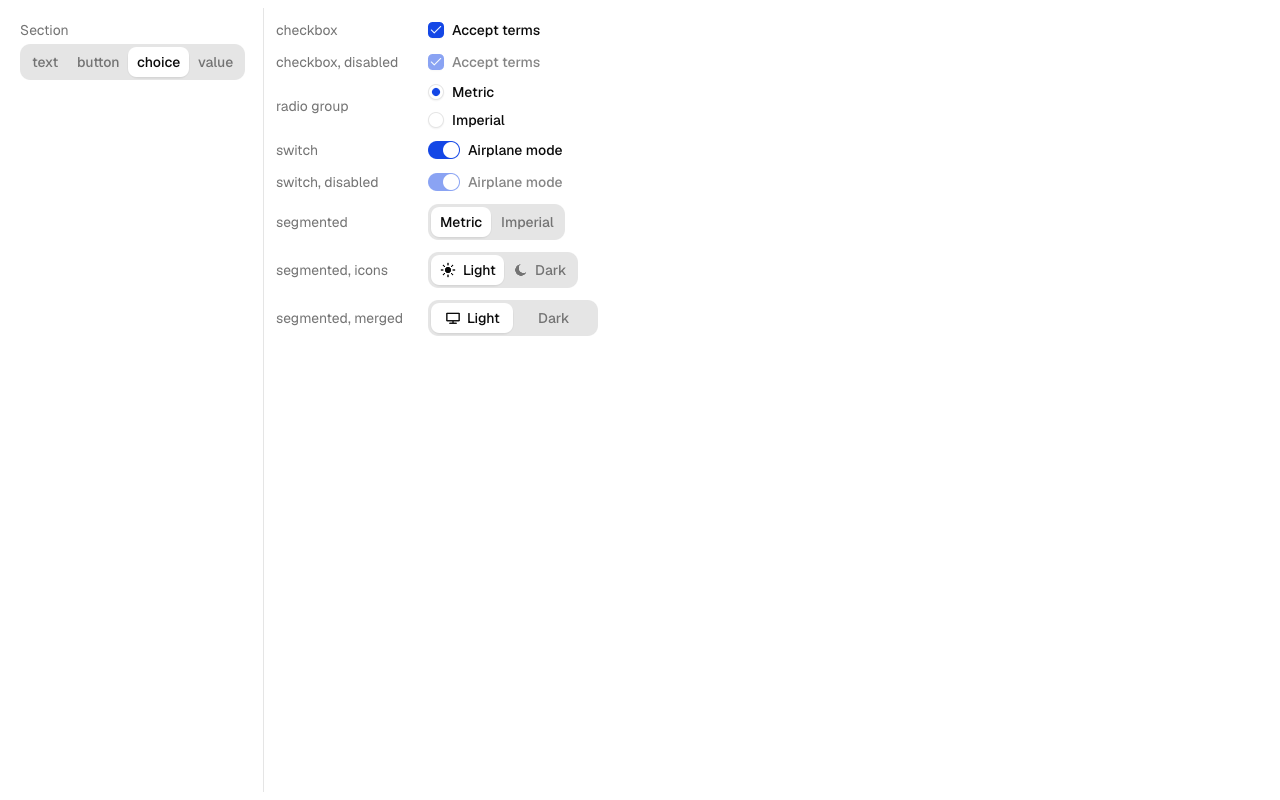 Section
text button choice value
checkbox Accept terms
checkbox, disabled Accept terms
radio group
Metric
Imperial
switch Airplane mode
switch, disabled Airplane mode
segmented Metric Imperial
segmented, icons Light Dark
segmented, merged Light Dark